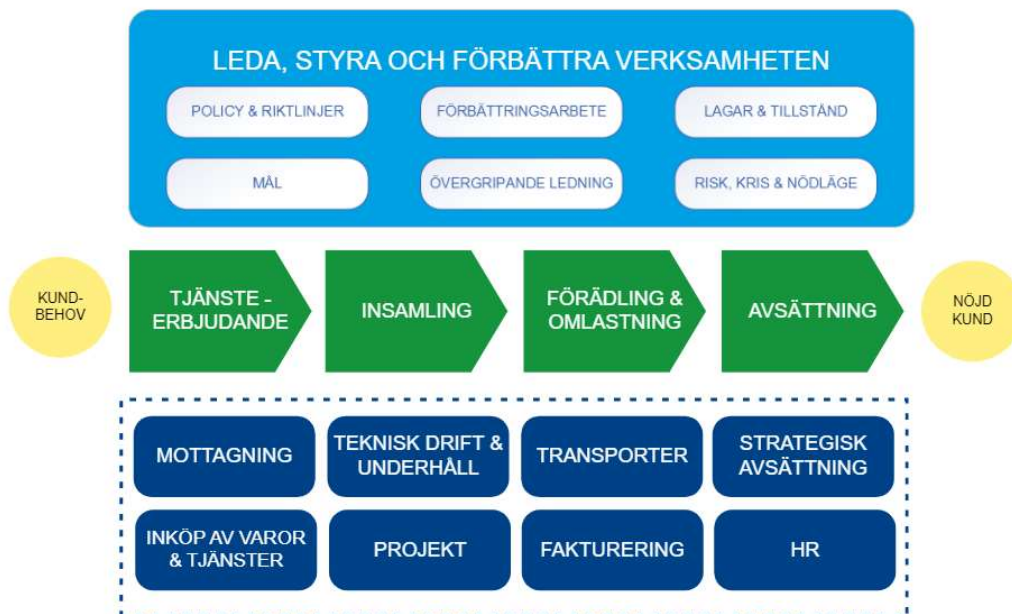 LEDA, STYRA OCH FÖRBÄTTRA VERKSAMHETEN
POLICY & RIKTLINJER
FÖRBÄTTRINGSARBETE
LAGAR & TILLSTÅND
MÅL
ÖVERGRIPANDE LEDNING
RISK, KRIS & NÖDLÄGE
KUND-
BEHOV
TJÄNSTE -
ERBJUDANDE
INSAMLING
FÖRÄDLING &
OMLASTNING
AVSÄTTNING
NÖJD
KUND
MOTTAGNING
TEKNISK DRIFT &
UNDERHÅLL
TRANSPORTER
STRATEGISK
AVSÄTTNING
INKÖP AV VAROR
& TJÄNSTER
PROJEKT
FAKTURERING
HR